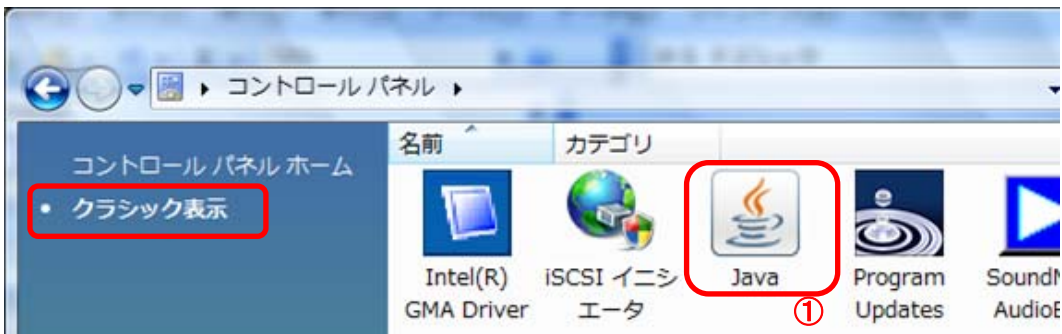 コントロール パネル
名前 カテゴリ
コントロール パネル ホーム
• クラシック表示
Intel(R) GMA Driver
iSCSI イニシエータ
Java
①
Program Updates